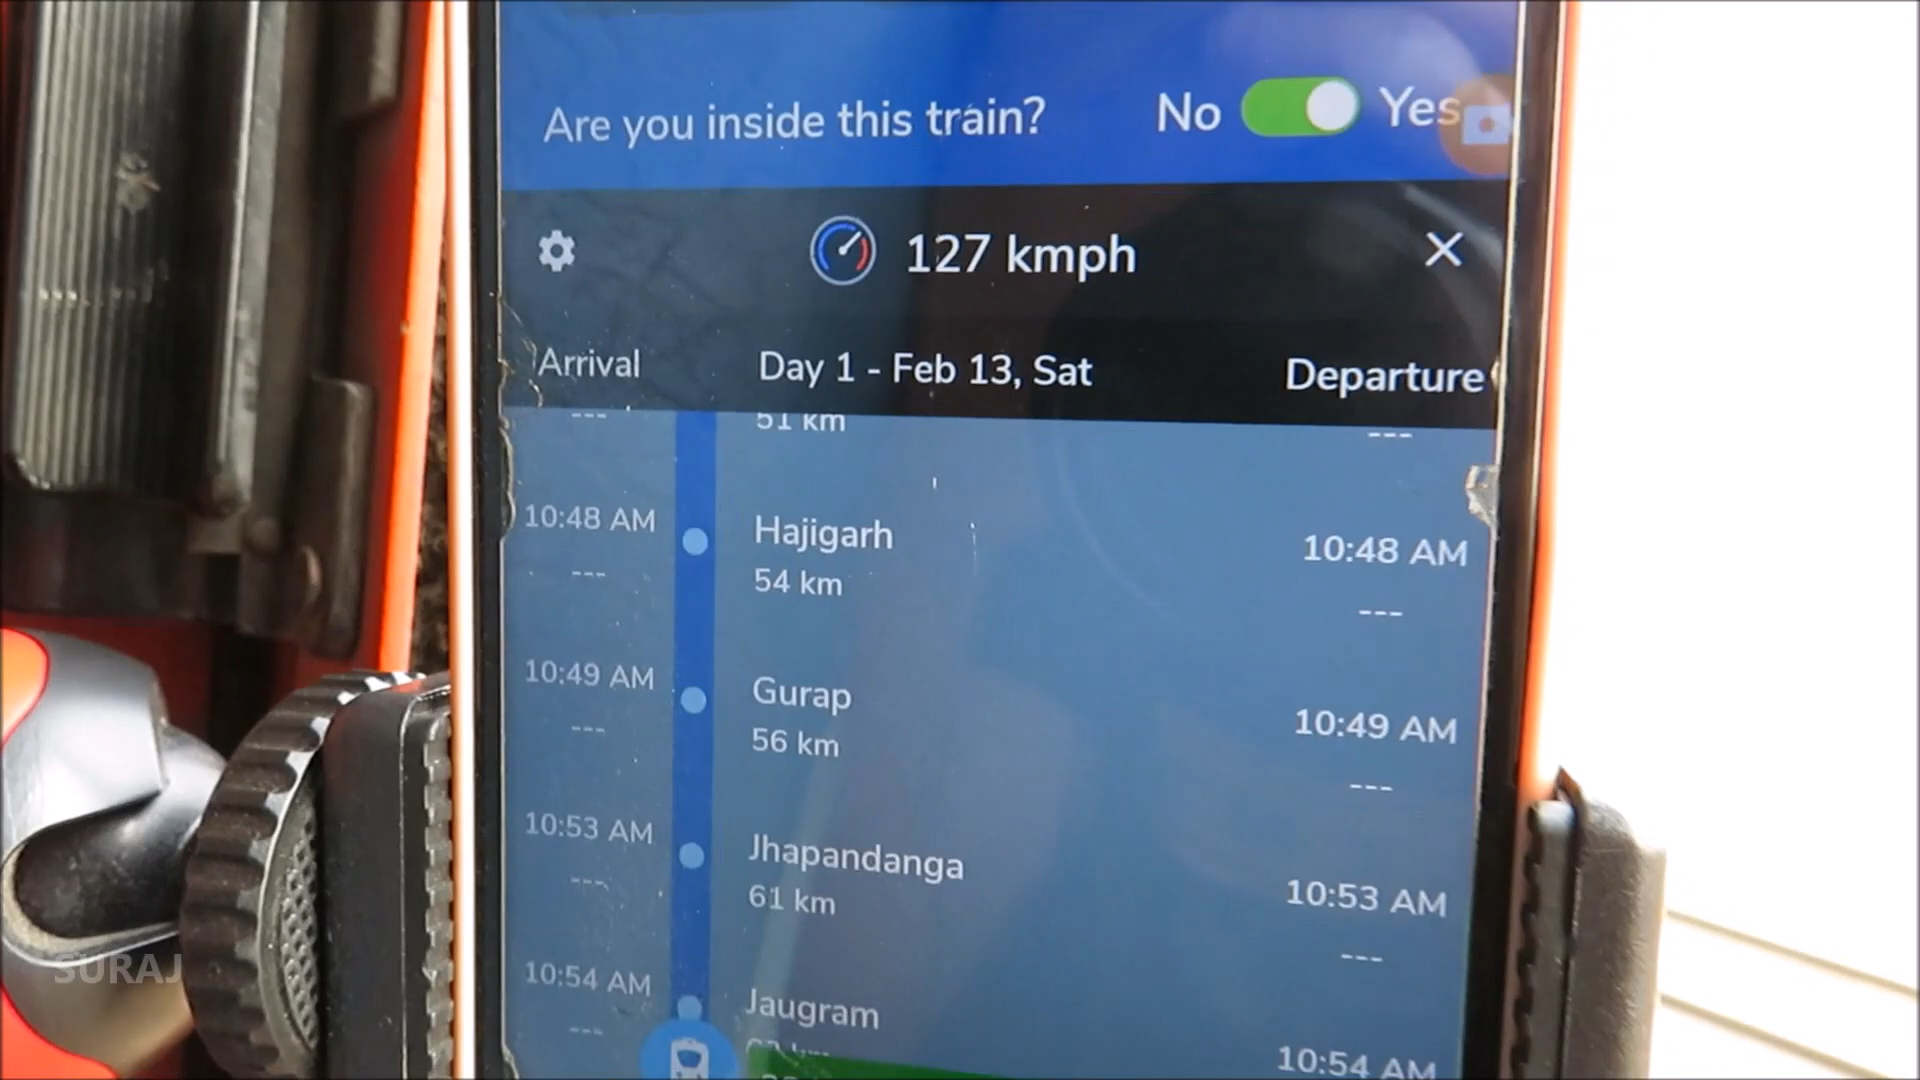 Are you inside this train? No Yes
127 kmph
Arrival Day 1 - Feb 13, Sat Departure
--- 51 km ---
10:48 AM Hajigarh 10:48 AM
--- 54 km ---
10:49 AM Gurap 10:49 AM
--- 56 km ---
10:53 AM Jhapandanga 10:53 AM
--- 61 km ---
10:54 AM Jaugram 10:54 AM
---
SURAJ